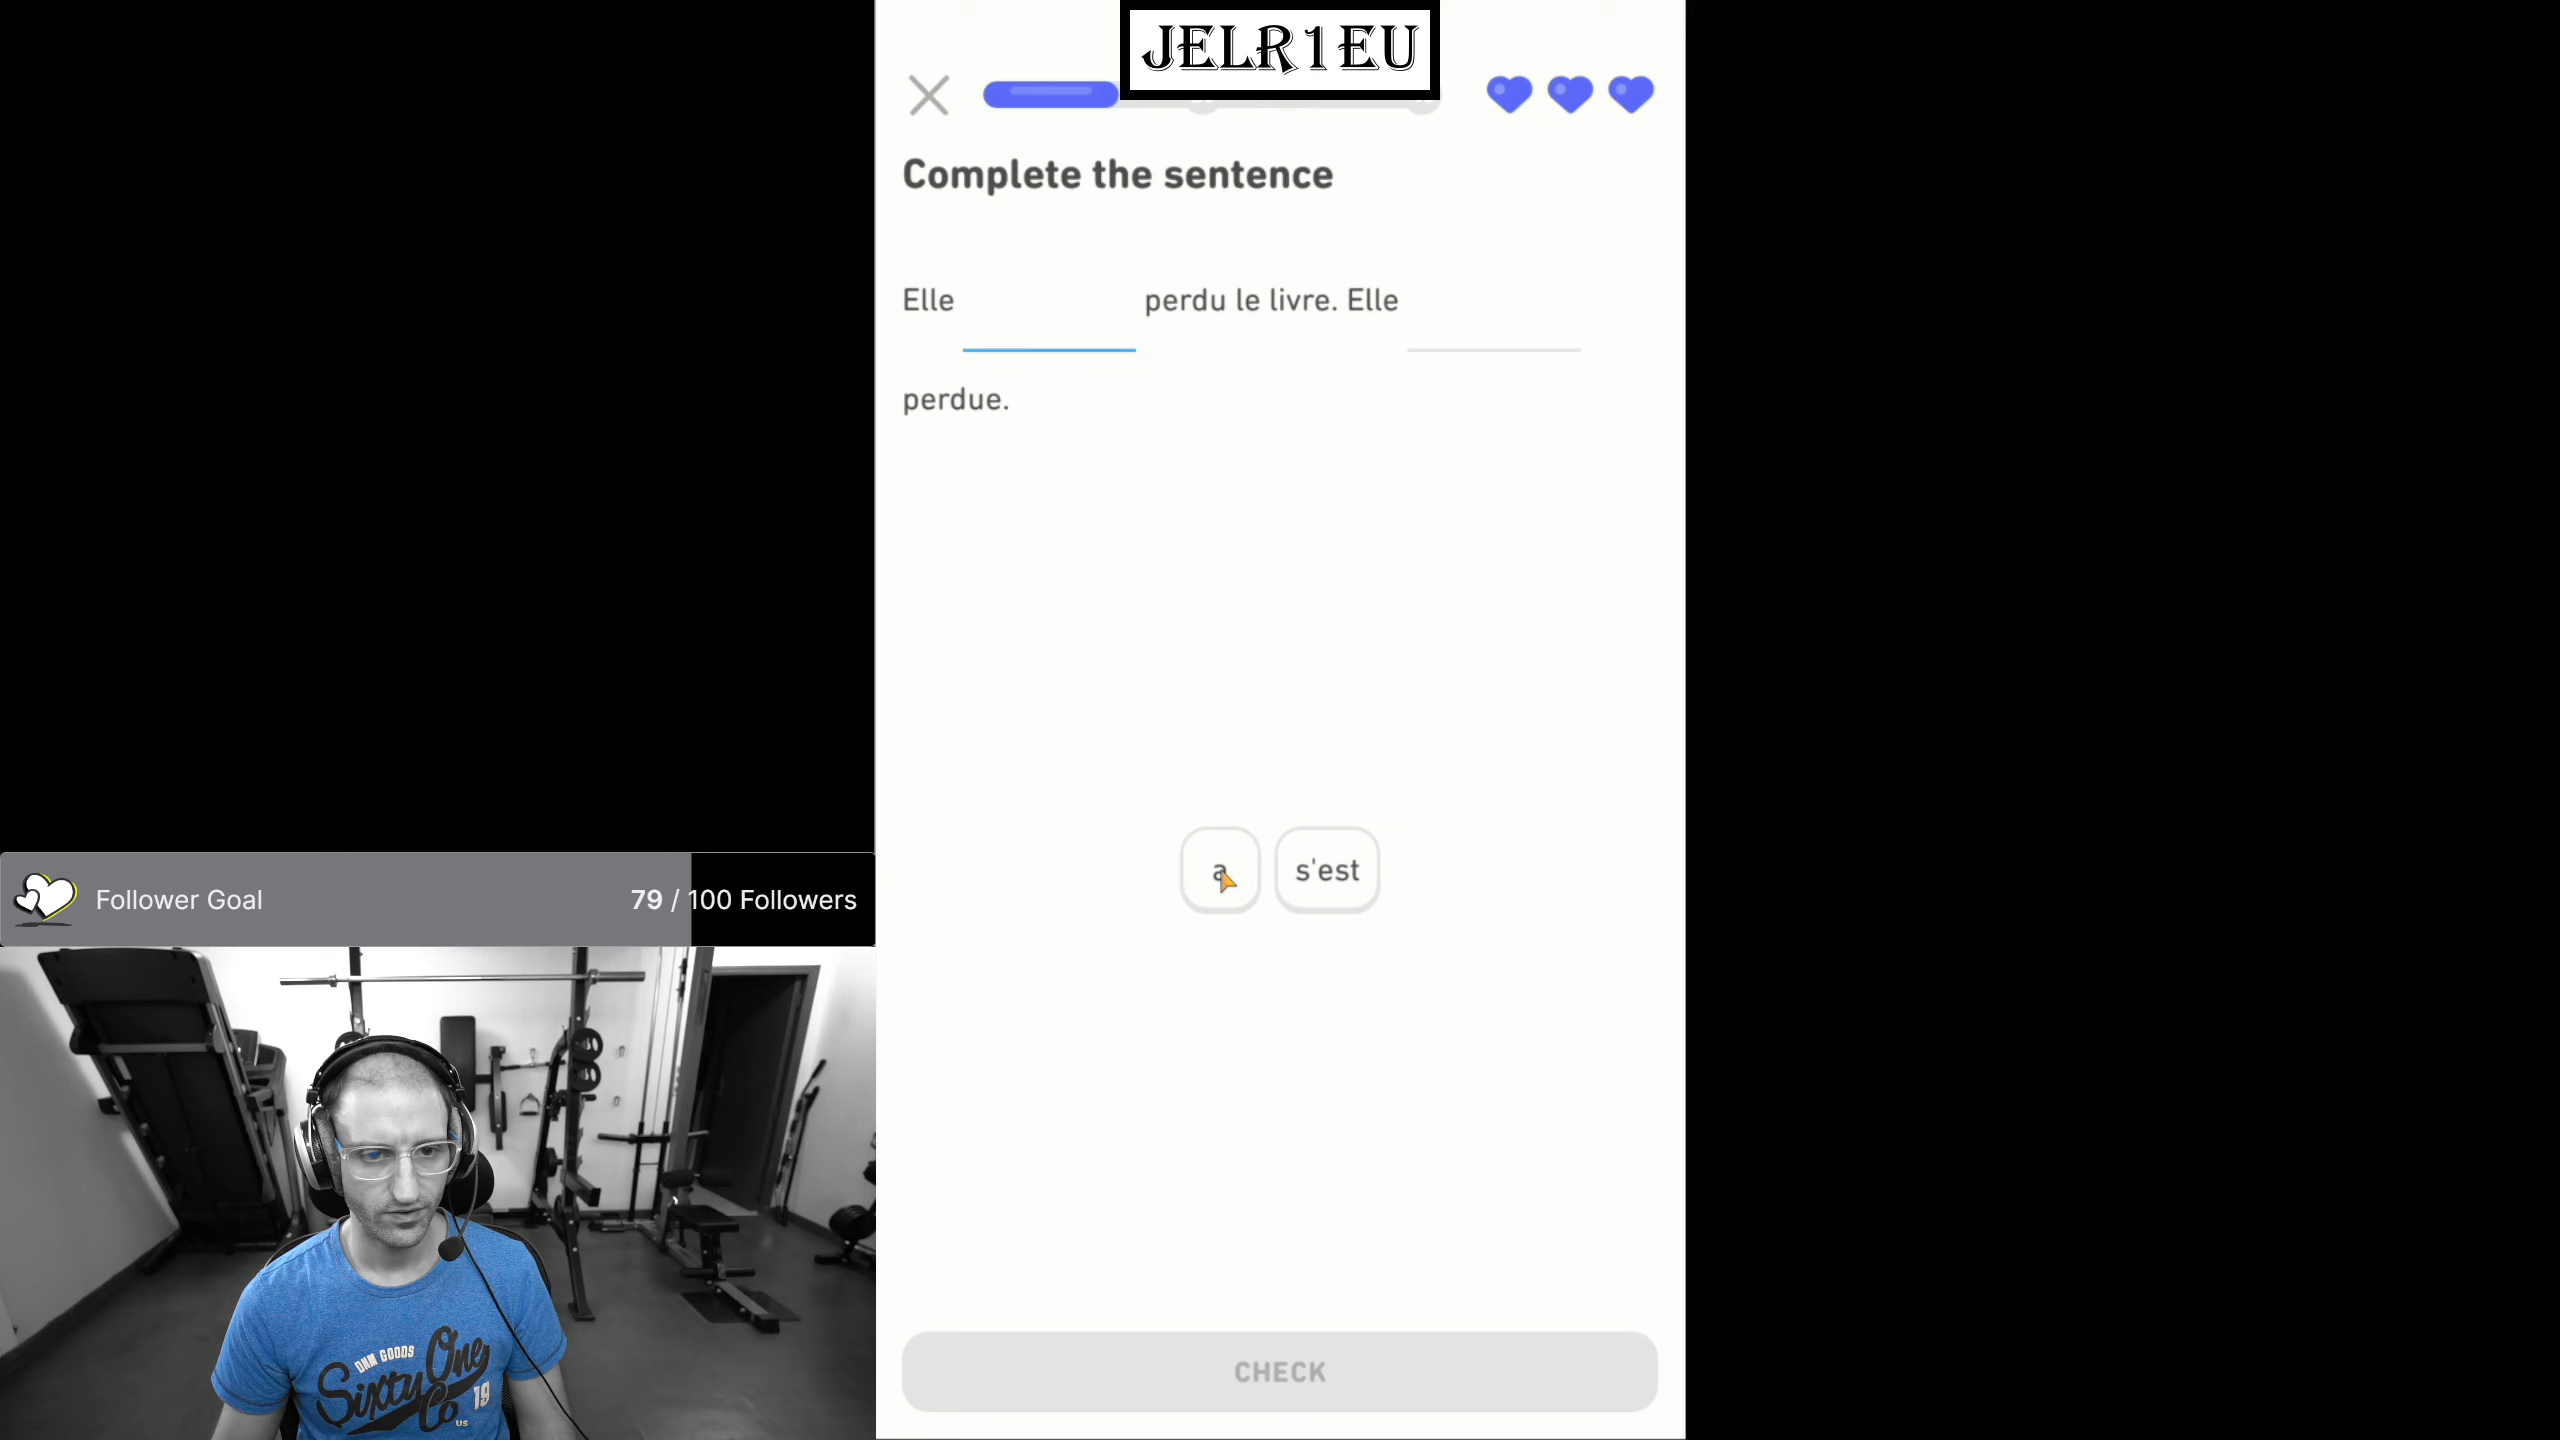 JELR1EU
Complete the sentence
Elle perdu le livre. Elle
perdue.
a s'est
CHECK
Follower Goal 79 / 100 Followers
DNM GOODS
Sixty One
Co
US
19